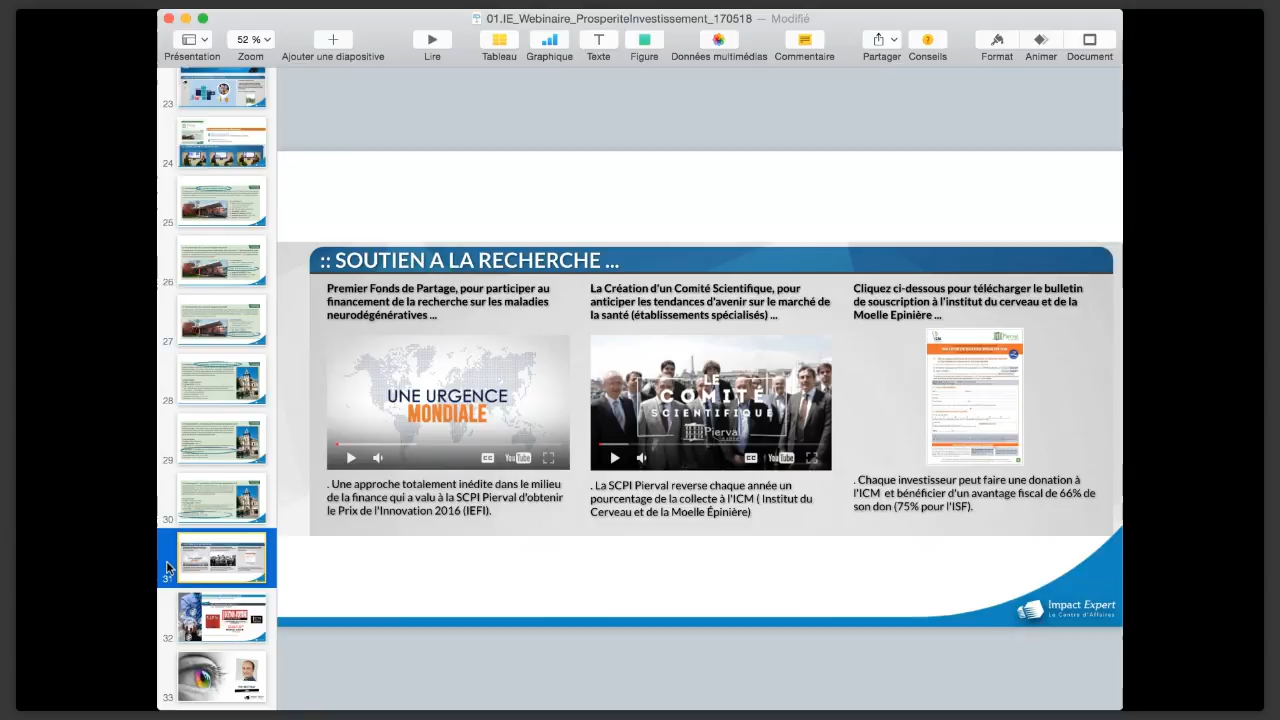 01.IE_Webinaire_ProsperiteInvestissement_170518 — Modifié
52 %
Présentation Zoom Ajouter une diapositive Lire Tableau Graphique Texte Figure Données multimédias Commentaire Partager Conseils Format Animer Document
23
24
25
26
27
28
29
30
31
32
33
:: SOUTIEN A LA RECHERCHE ...
Premier Fonds de Partage, pour participer au
financement de la recherche sur les maladies
neurodégénératives ...
UNE URGENCE
MONDIALE
CC YouTube
. Une approche totalement inédite dans le milieu
de la finance qui a valu à la SCPI Pierval d'obtenir
le Prix de l'Innovation 2016 (IEFI).
La Création d'un Comité Scientifique, pour
anticiper les tendances d'avenir sur le marché de
la santé (établissements spécialisés) ...
LE
COMITÉ
SCIENTIFIQUE
Pierval
CC YouTube
. La SCPI Pierval reverse chaque année un
pourcentage de la collecte à l'ICM ( Institut du
Cerveau et de la Moelle Épinière)
Cliquez ci-dessous pour télécharger le bulletin
de souscription à l'institut du cerveau et de la
Moelle Epinière ...
Pierval
. Chaque investisseur peut faire une donation à
l'ICM et bénéficier d'un avantage fiscal de 66% de
son don (75% pour l'ISF).
Impact Expert
Le Centre d'Affaires